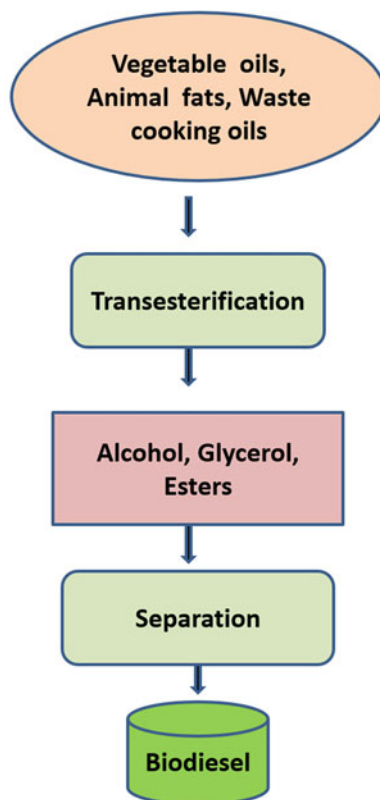 Vegetable oils,
Animal fats, Waste
cooking oils
Transesterification
Alcohol, Glycerol,
Esters
Separation
Biodiesel